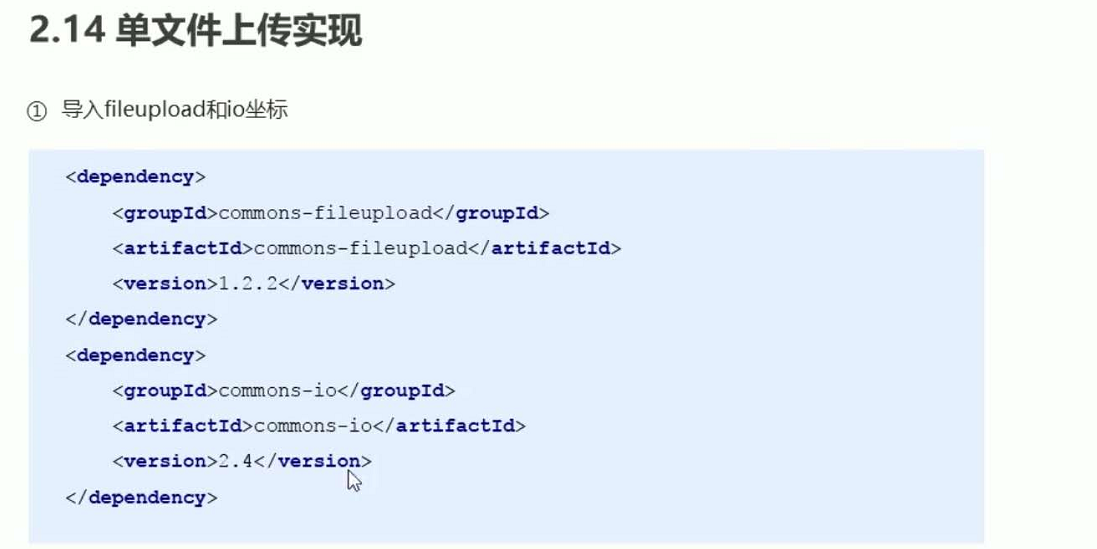 2.14 单文件上传实现
① 导入fileupload和io坐标
<dependency>
<groupId>commons-fileupload</groupId>
<artifactId>commons-fileupload</artifactId>
<version>1.2.2</version>
</dependency>
<dependency>
<groupId>commons-io</groupId>
<artifactId>commons-io</artifactId>
<version>2.4</version>
</dependency>